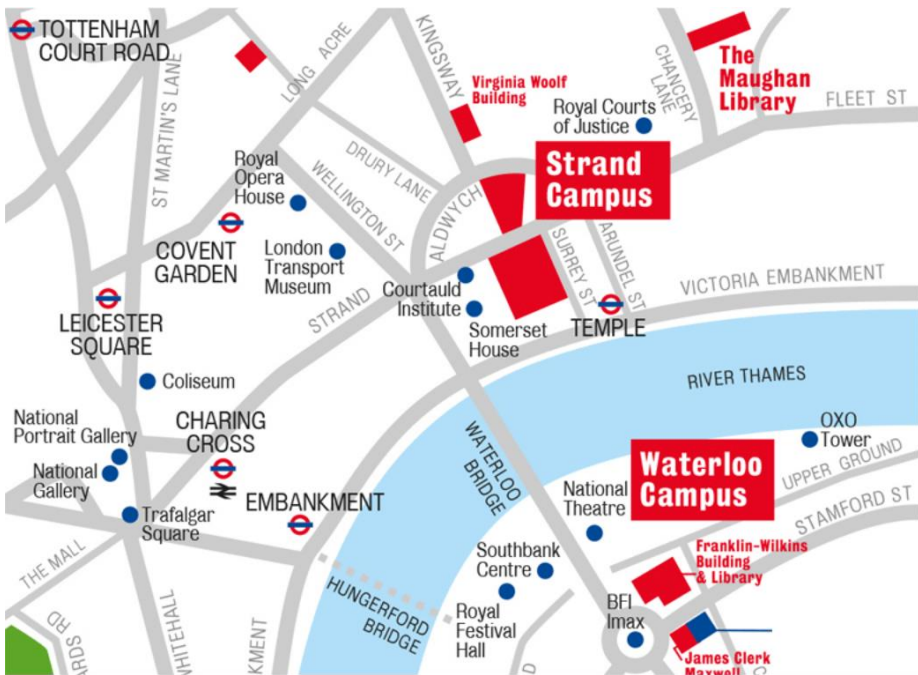 TOTTENHAM
COURT ROAD
ST MARTIN'S LANE
LONG ACRE
KINGSWAY
Virginia Woolf
Building
Royal Courts
of Justice
CHANCERY
LANE
The
Maughan
Library
FLEET ST
DRURY LANE
Royal
Opera
House
WELLINGTON ST
ALDWYCH
Strand
Campus
COVENT
GARDEN
London
Transport
Museum
STRAND
Courtauld
Institute
Somerset
House
SURREY ST
ARUNDEL ST
TEMPLE
VICTORIA EMBANKMENT
LEICESTER
SQUARE
RIVER THAMES
Coliseum
National
Portrait Gallery
National
Gallery
CHARING
CROSS
EMBANKMENT
Trafalgar
Square
WATERLOO
BRIDGE
Waterloo
Campus
OXO
Tower
UPPER GROUND
STAMFORD ST
National
Theatre
Southbank
Centre
Royal
Festival
Hall
HUNGERFORD
BRIDGE
THE MALL
WHITEHALL
KMENT
ARDS RD
Franklin-Wilkins
Building
& Library
BFI
Imax
James Clerk
Maxwell